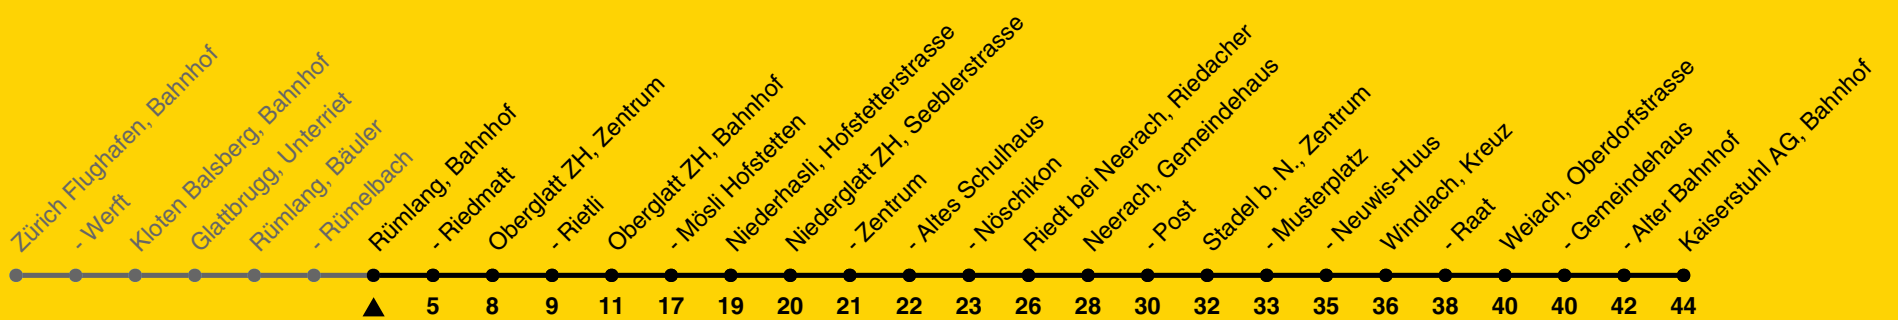 Zürich Flughafen, Bahnhof
- Werft
Kloten Balsberg, Bahnhof
Glattbrugg, Unterriet
Rümlang, Bäuler
- Rümelbach
Rümlang, Bahnhof
- Riedmatt
Oberglatt ZH, Zentrum
- Rietli
Oberglatt ZH, Bahnhof
- Mösli Hofstetten
Niederhasli, Hofstetterstrasse
Niederglatt ZH, Seeblerstrasse
- Zentrum
- Altes Schulhaus
- Nöschikon
Riedt bei Neerach, Riedacher
Neerach, Gemeindehaus
- Post
Stadel b. N., Zentrum
- Musterplatz
- Neuwis-Huus
Windlach, Kreuz
- Raat
Weiach, Oberdorfstrasse
- Gemeindehaus
- Alter Bahnhof
Kaiserstuhl AG, Bahnhof
5 8 9 11 17 19 20 21 22 23 26 28 30 32 33 35 36 38 40 40 42 44